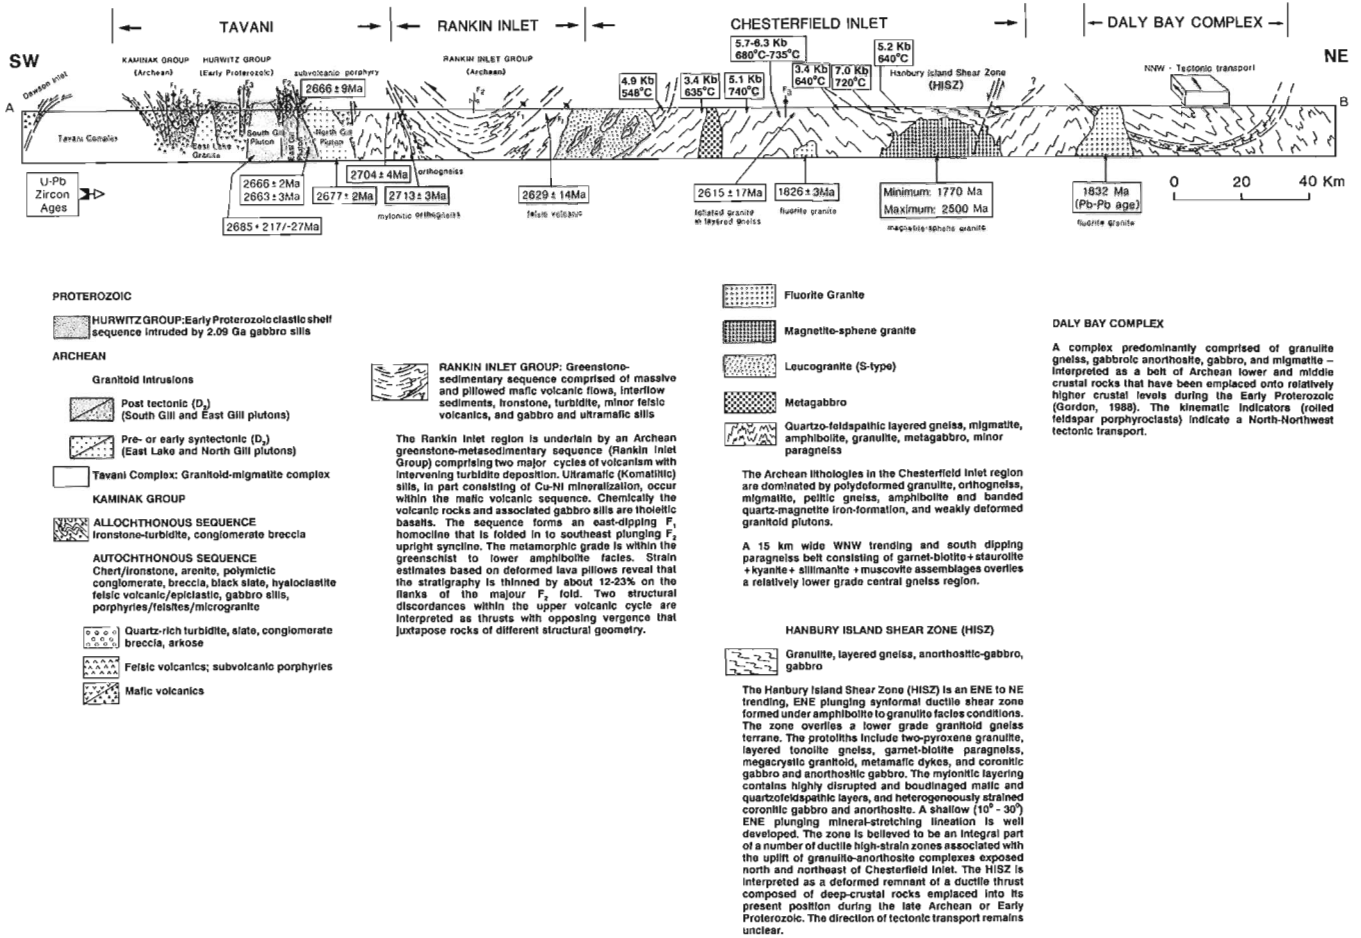 TAVANI
RANKIN INLET
CHESTERFIELD INLET
DALY BAY COMPLEX
SW
NE
KAMINAK GROUP
(Archean)
HURWITZ GROUP
(Early Proterozoic)
subvolcanic porphyry
2666 ± 9Ma
RANKIN INLET GROUP
(Archean)
4.9 Kb
548°C
3.4 Kb
635°C
5.7-6.3 Kb
680°C-735°C
5.1 Kb
740°C
3.4 Kb
640°C
7.0 Kb
720°C
5.2 Kb
640°C
Hanbury Island Shear Zone
(HISZ)
NNW - Tectonic transport
Dawson Inlet
A
B
Tavani Complex
East Lake
Granite
South Gill
Pluton
East Gill
Pluton
North Gill
Pluton
U-Pb
Zircon
Ages
2666 ± 2Ma
2663 ± 3Ma
2685 + 217/-27Ma
2677 ± 2Ma
2704 ± 4Ma
orthogneiss
2713 ± 3Ma
mylonitic orthogneiss
2629 ± 14Ma
felsic volcanic
2615 ± 17Ma
foliated granite
in layered gneiss
1826 ± 3Ma
fluorite granite
Minimum: 1770 Ma
Maximum: 2500 Ma
magnetite-sphene granite
1832 Ma
(Pb-Pb age)
fluorite granite
0 20 40 Km
PROTEROZOIC
HURWITZ GROUP: Early Proterozoic clastic shelf
sequence intruded by 2.09 Ga gabbro sills
ARCHEAN
Granitoid Intrusions
Post tectonic (D2)
(South Gill and East Gill plutons)
Pre- or early syntectonic (D2)
(East Lake and North Gill plutons)
Tavani Complex: Granitoid-migmatite complex
KAMINAK GROUP
ALLOCHTHONOUS SEQUENCE
Ironstone-turbidite, conglomerate breccia
AUTOCHTHONOUS SEQUENCE
Chert/ironstone, arenite, polymictic
conglomerate, breccia, black slate, hyaloclastite
felsic volcanic/epiclastic, gabbro sills,
porphyries/felsites/microgranite
Quartz-rich turbidite, slate, conglomerate
breccia, arkose
Felsic volcanics; subvolcanic porphyries
Mafic volcanics
RANKIN INLET GROUP: Greenstone-
sedimentary sequence comprised of massive
and pillowed mafic volcanic flows, interflow
sediments, ironstone, turbidite, minor felsic
volcanics, and gabbro and ultramafic sills
The Rankin Inlet region is underlain by an Archean
greenstone-metasedimentary sequence (Rankin Inlet
Group) comprising two major cycles of volcanism with
intervening turbidite deposition. Ultramafic (Komatiitic)
sills, in part consisting of Cu-Ni mineralization, occur
within the mafic volcanic sequence. Chemically the
volcanic rocks and associated gabbro sills are tholeiitic
basalts. The sequence forms an east-dipping F1
homocline that is folded in to southeast plunging F2
upright syncline. The metamorphic grade is within the
greenschist to lower amphibolite facies. Strain
estimates based on deformed lava pillows reveal that
the stratigraphy is thinned by about 12-23% on the
flanks of the majour F2 fold. Two structural
discordances within the upper volcanic cycle are
interpreted as thrusts with opposing vergence that
juxtapose rocks of different structural geometry.
Fluorite Granite
Magnetite-sphene granite
Leucogranite (S-type)
Metagabbro
Quartzo-feldspathic layered gneiss, migmatite,
amphibolite, granulite, metagabbro, minor
paragneiss
The Archean lithologies in the Chesterfield Inlet region
are dominated by polydeformed granulite, orthogneiss,
migmatite, pelitic gneiss, amphibolite and banded
quartz-magnetite iron-formation, and weakly deformed
granitoid plutons.
A 15 km wide WNW trending and south dipping
paragneiss belt consisting of garnet-biotite + staurolite
+ kyanite + sillimanite + muscovite assemblages overlies
a relatively lower grade central gneiss region.
HANBURY ISLAND SHEAR ZONE (HISZ)
Granulite, layered gneiss, anorthositic-gabbro,
gabbro
The Hanbury Island Shear Zone (HISZ) is an ENE to NE
trending, ENE plunging synformal ductile shear zone
formed under amphibolite to granulite facies conditions.
The zone overlies a lower grade granitoid gneiss
terrane. The protoliths include two-pyroxene granulite,
layered tonolite gneiss, garnet-biotite paragneiss,
megacrystic granitoid, metamafic dykes, and coronitic
gabbro and anorthositic gabbro. The mylonitic layering
contains highly disrupted and boudinaged mafic and
quartzofeldspathic layers, and heterogeneously strained
coronitic gabbro and anorthosite. A shallow (10° - 30°)
ENE plunging mineral-stretching lineation is well
developed. The zone is believed to be an integral part
of a number of ductile high-strain zones associated with
the uplift of granulite-anorthosite complexes exposed
north and northeast of Chesterfield Inlet. The HISZ is
interpreted as a deformed remnant of a ductile thrust
composed of deep-crustal rocks emplaced into its
present position during the late Archean or Early
Proterozoic. The direction of tectonic transport remains
unclear.
DALY BAY COMPLEX
A complex predominantly comprised of granulite
gneiss, gabbroic anorthosite, gabbro, and migmatite –
interpreted as a belt of Archean lower and middle
crustal rocks that have been emplaced onto relatively
higher crustal levels during the Early Proterozoic
(Gordon, 1988). The kinematic indicators (rolled
feldspar porphyroclasts) indicate a North-Northwest
tectonic transport.